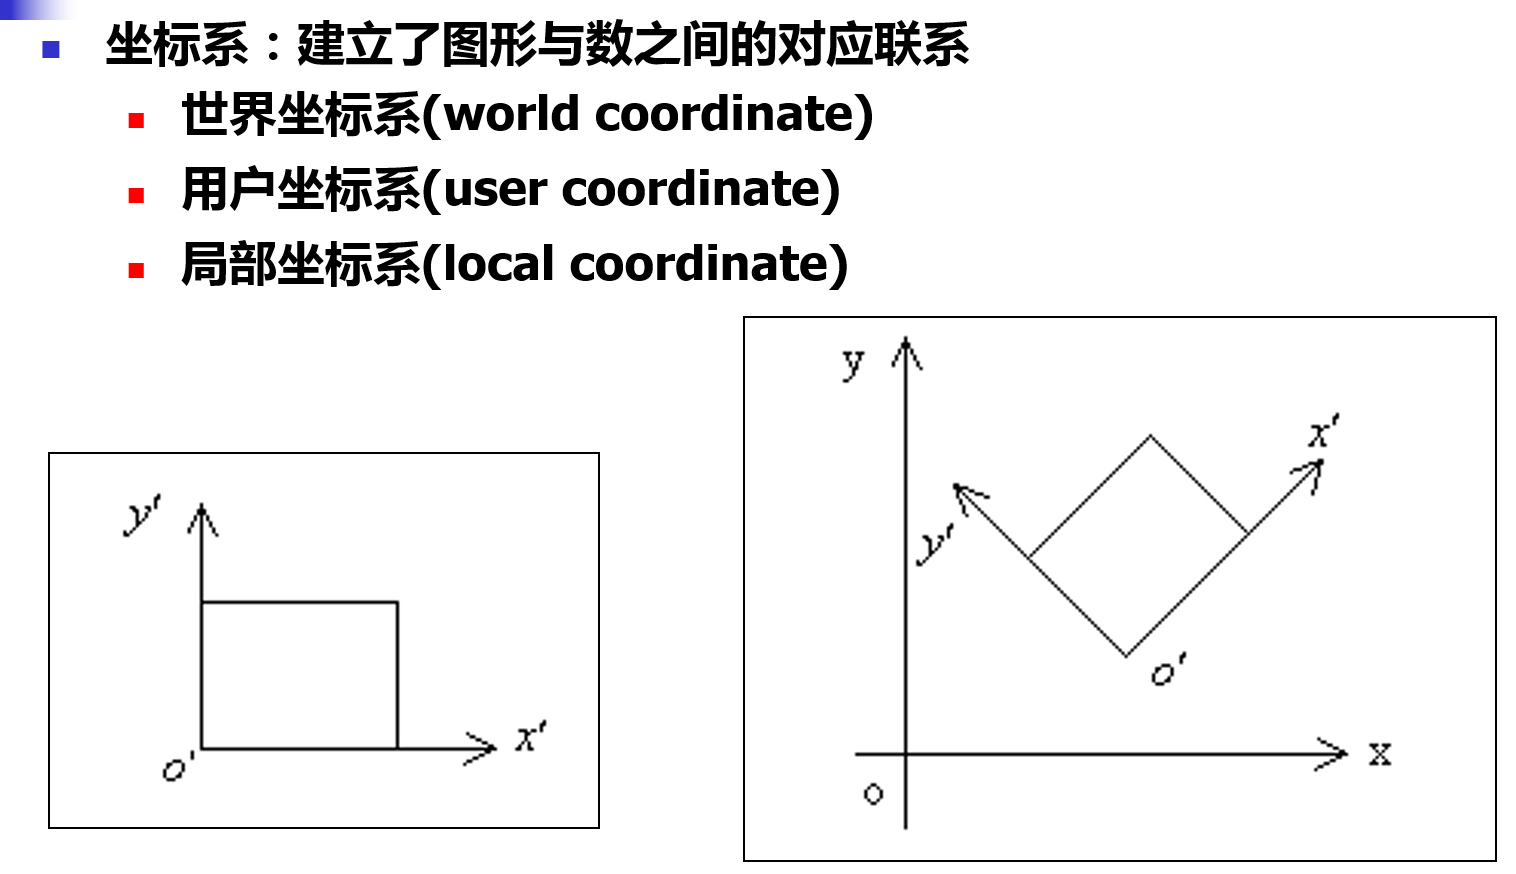 坐标系：建立了图形与数之间的对应联系
世界坐标系(world coordinate)
用户坐标系(user coordinate)
局部坐标系(local coordinate)
y'
x'
o'
y
x'
y'
o'
x
o